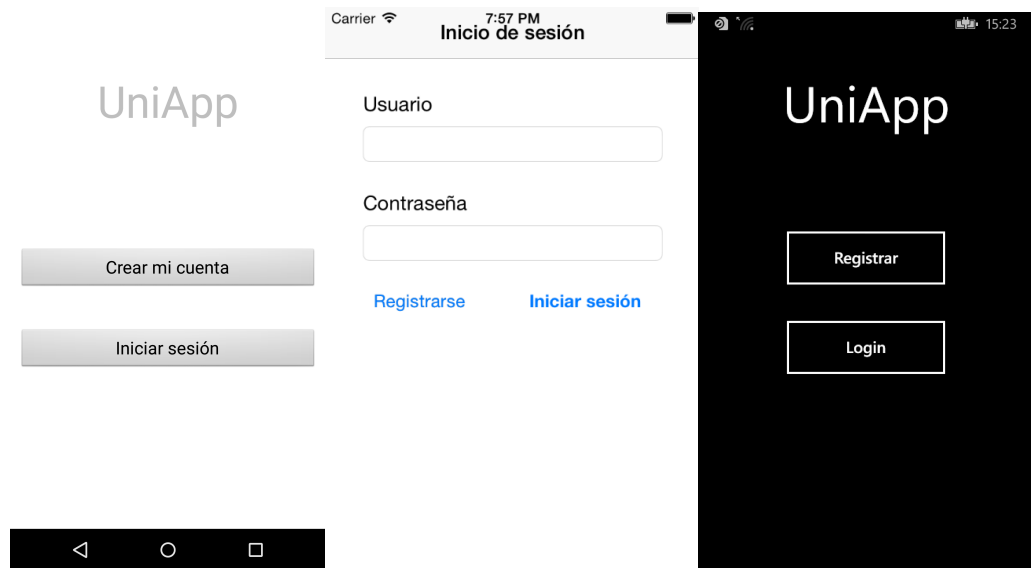 UniApp
Crear mi cuenta
Iniciar sesión
Carrier 7:57 PM
Inicio de sesión
Usuario
Contraseña
Registrarse Iniciar sesión
15:23
UniApp
Registrar
Login